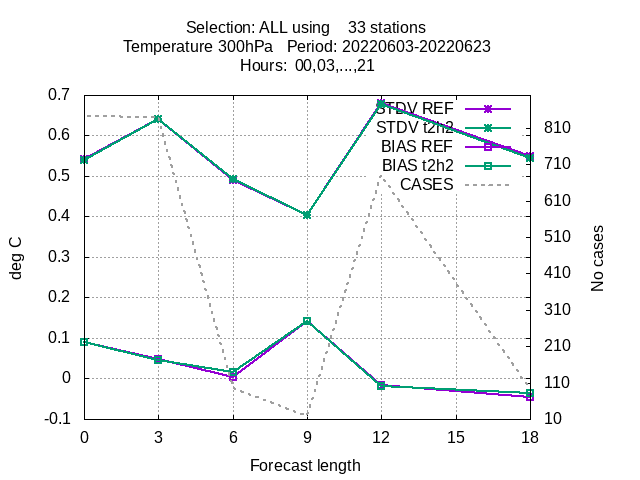 Selection: ALL using 33 stations
Temperature 300hPa Period: 20220603-20220623
Hours: 00,03,...,21
0.7
0.6
0.5
0.4
0.3
0.2
0.1
0
-0.1
deg C
STDV REF
STDV t2h2
BIAS REF
BIAS t2h2
CASES
810
710
610
510
410
310
210
110
10
No cases
0 3 6 9 12 15 18
Forecast length